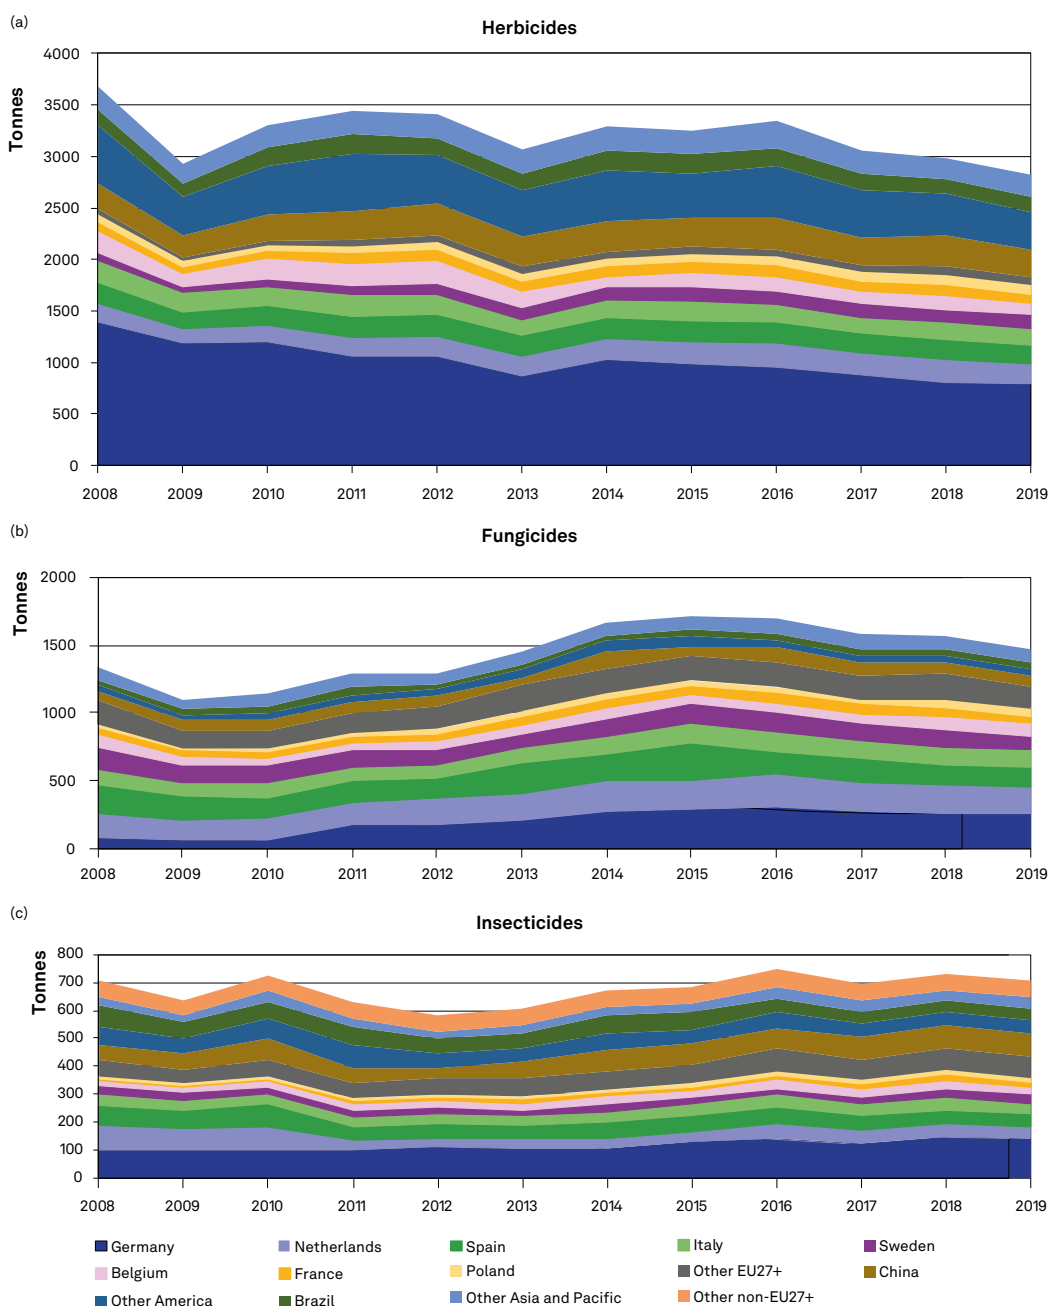 (a)
Herbicides
Tonnes
4000
3500
3000
2500
2000
1500
1000
500
0
2008 2009 2010 2011 2012 2013 2014 2015 2016 2017 2018 2019
(b)
Fungicides
Tonnes
2000
1500
1000
500
0
2008 2009 2010 2011 2012 2013 2014 2015 2016 2017 2018 2019
(c)
Insecticides
Tonnes
800
700
600
500
400
300
200
100
0
2008 2009 2010 2011 2012 2013 2014 2015 2016 2017 2018 2019
Germany Netherlands Spain Italy Sweden
Belgium France Poland Other EU27+ China
Other America Brazil Other Asia and Pacific Other non-EU27+